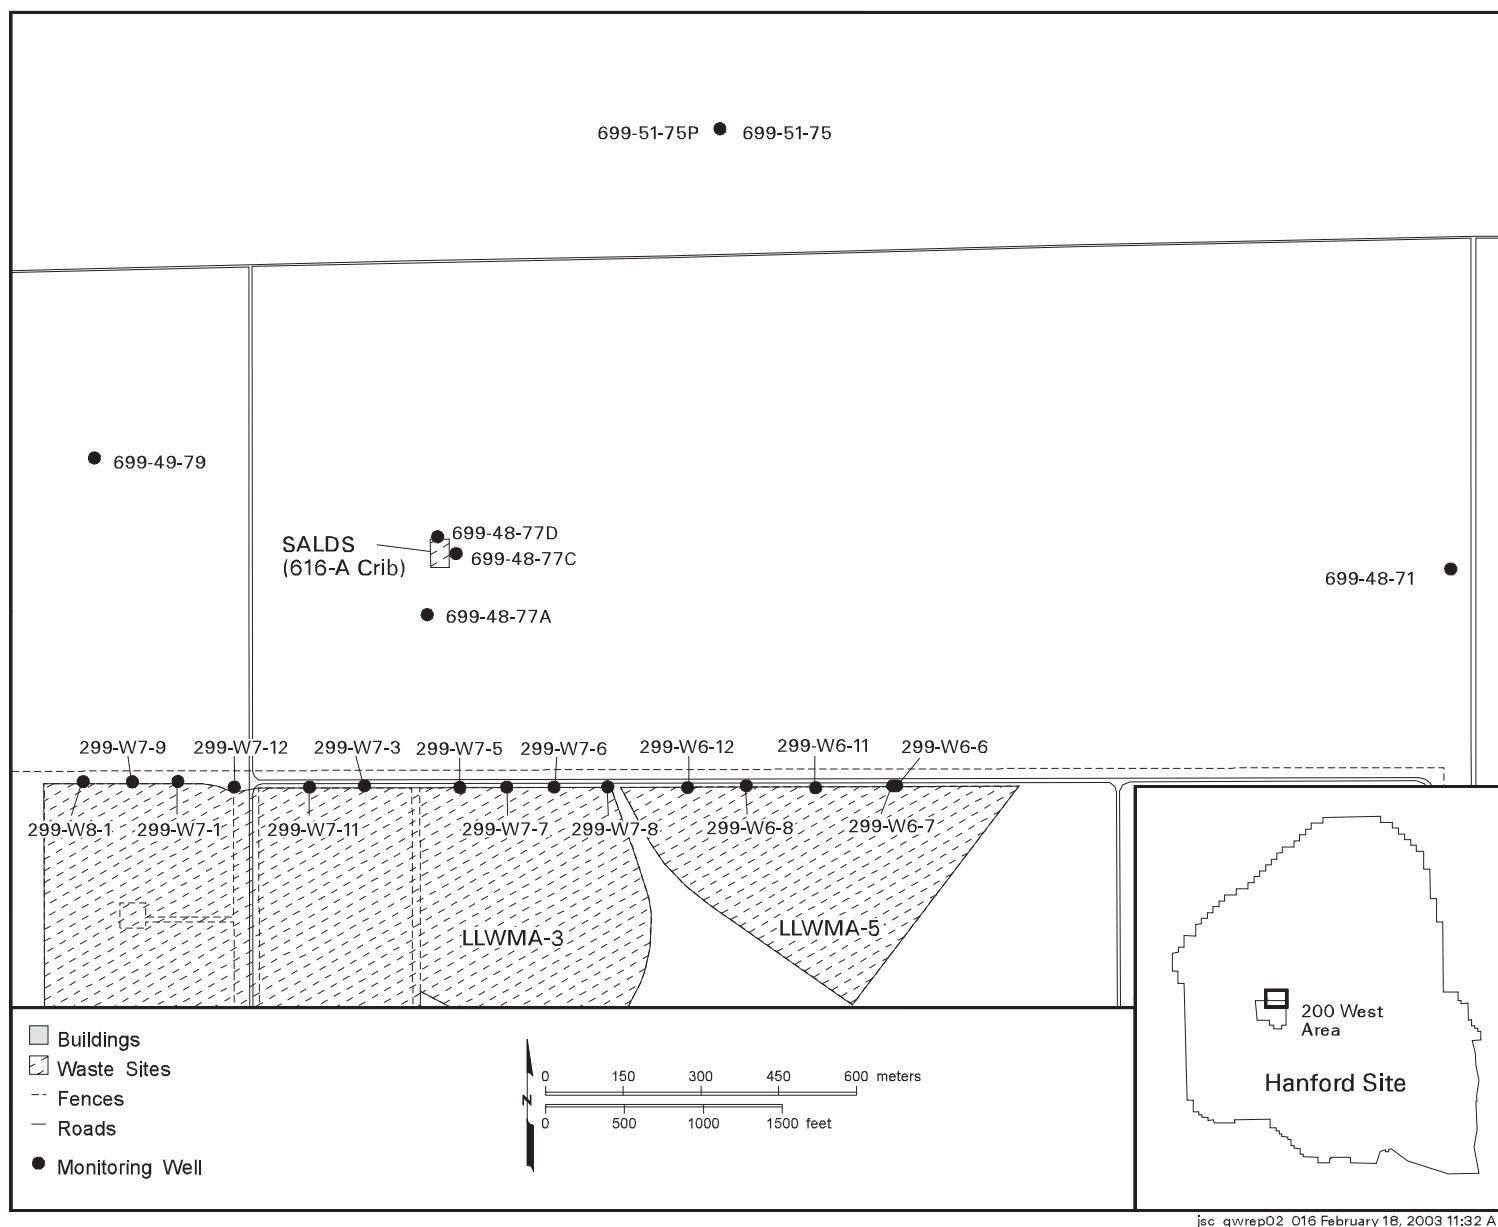 699-51-75P 699-51-75
699-49-79
SALDS
(616-A Crib)
699-48-77D
699-48-77C
699-48-77A
699-48-71
299-W7-9 299-W7-12 299-W7-3 299-W7-5 299-W7-6 299-W6-12 299-W6-11 299-W6-6
299-W8-1 299-W7-1 299-W7-11 299-W7-7 299-W7-8 299-W6-8 299-W6-7
LLWMA-3
LLWMA-5
200 West
Area
Hanford Site
Buildings
Waste Sites
Fences
Roads
Monitoring Well
N
0 150 300 450 600 meters
0 500 1000 1500 feet
jsc_gwrep02_016 February 18, 2003 11:32 A